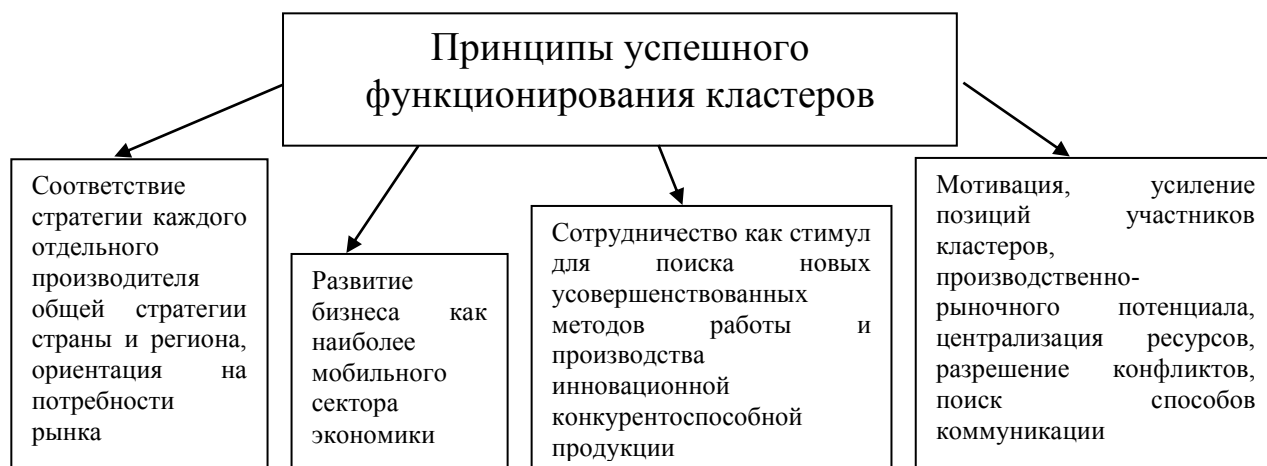 Принципы успешного
функционирования кластеров
Соответствие
стратегии каждого
отдельного
производителя
общей стратегии
страны и региона,
ориентация на
потребности
рынка
Развитие
бизнеса как
наиболее
мобильного
сектора
экономики
Сотрудничество как стимул
для поиска новых
усовершенствованных
методов работы и
производства
инновационной
конкурентоспособной
продукции
Мотивация, усиление
позиций участников
кластеров,
производственно-
рыночного потенциала,
централизация ресурсов,
разрешение конфликтов,
поиск способов
коммуникации